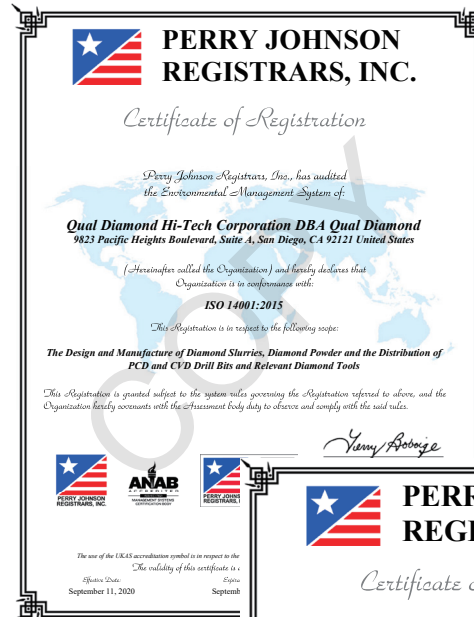 PERRY JOHNSON
REGISTRARS, INC.
Certificate of Registration
Perry Johnson Registrars, Inc., has audited
the Environmental Management System of:
Qual Diamond Hi-Tech Corporation DBA Qual Diamond
9823 Pacific Heights Boulevard, Suite A, San Diego, CA 92121 United States
(Hereinafter called the Organization) and hereby declares that
Organization is in conformance with:
ISO 14001:2015
This Registration is in respect to the following scope:
The Design and Manufacture of Diamond Slurries, Diamond Powder and the Distribution of
PCD and CVD Drill Bits and Relevant Diamond Tools
This Registration is granted subject to the system rules governing the Registration referred to above, and the
Organization hereby covenants with the Assessment body duty to observe and comply with the said rules.
COPY
Terry Boboige
PERRY JOHNSON
REGISTRARS, INC.
ANAB
ACCREDITED
MANAGEMENT SYSTEMS
CERTIFICATION BODY
PERRY JOHNS
REGISTRARS, I
The use of the UKAS accreditation symbol is in respect to the
The validity of this certificate is
Effective Date:
September 11, 2020
Expira
Septemb
PERR
REGI
Certificate o